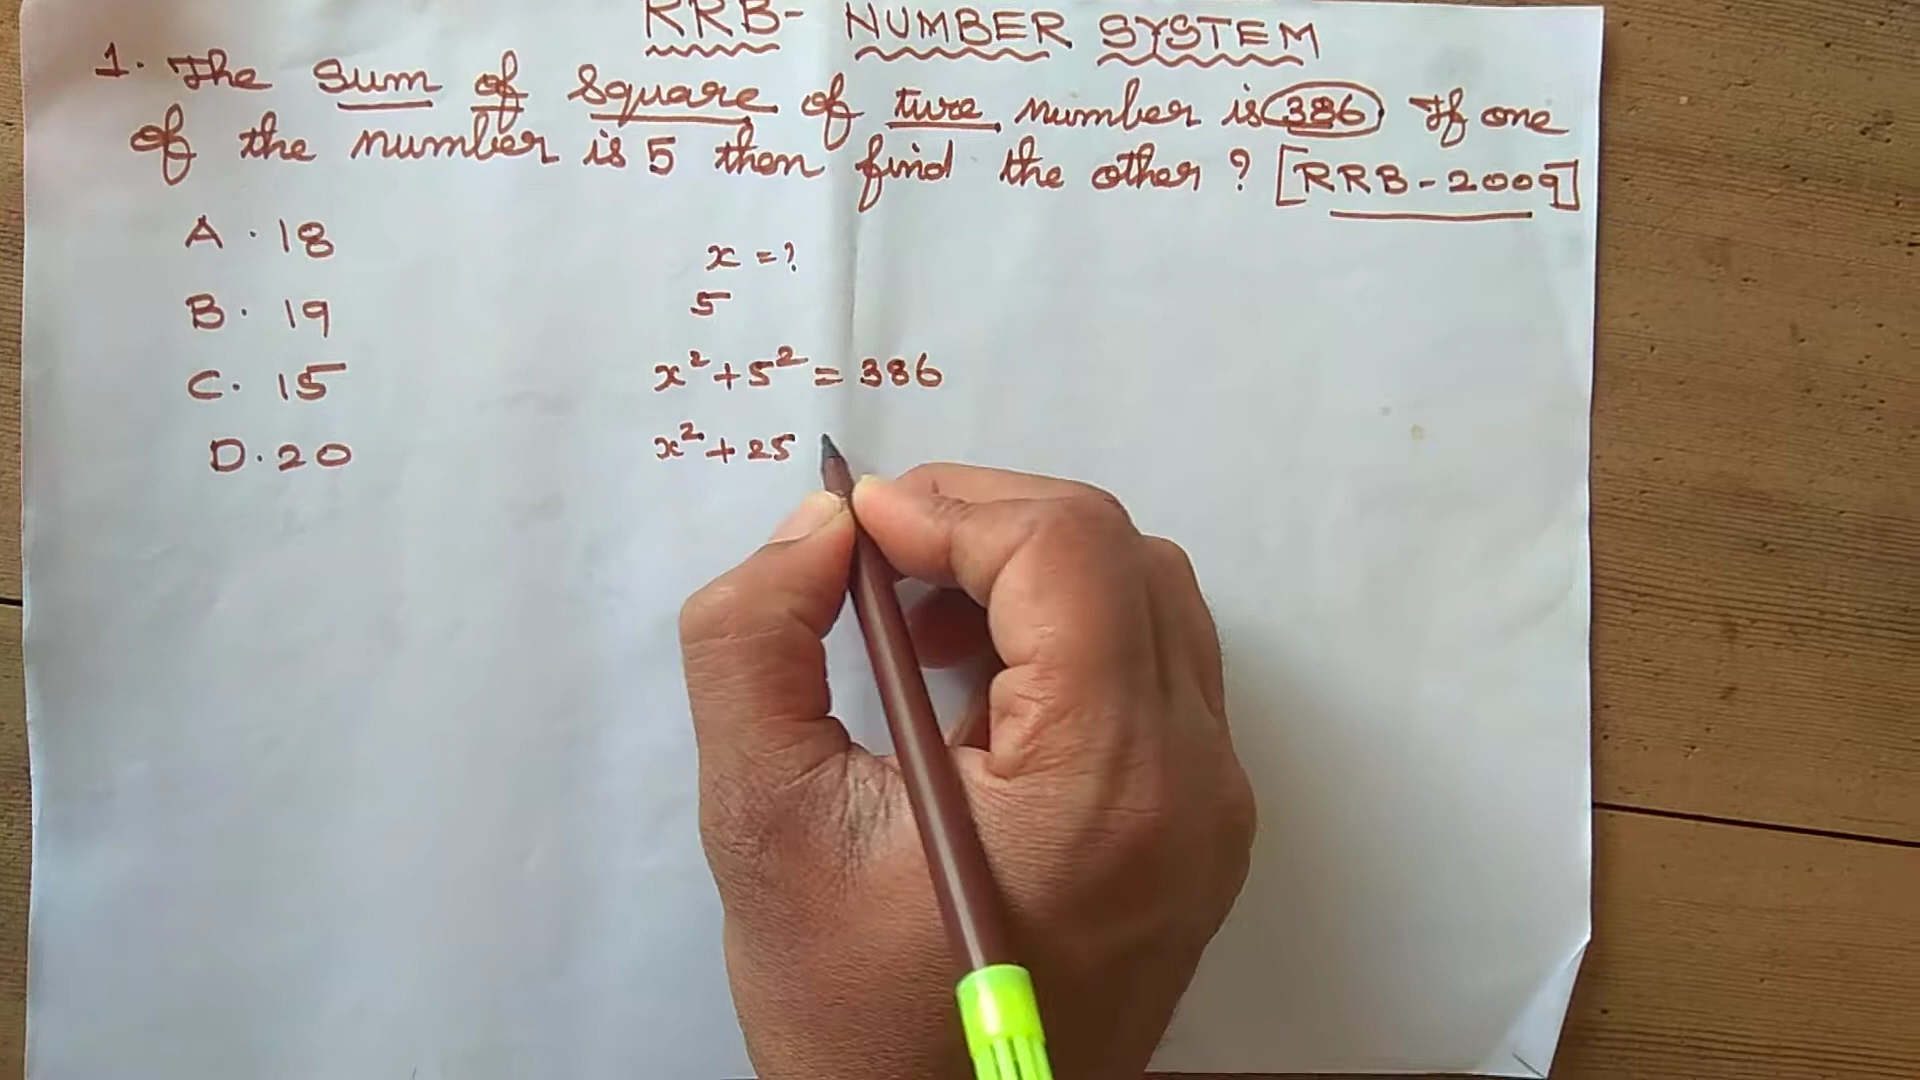 RRB- NUMBER SYSTEM
1. The sum of square of two number is 386 If one
of the number is 5 then find the other ? [RRB-2009]
A. 18
B. 19
C. 15
D. 20
x = ?
5
x² + 5² = 386
x² + 25